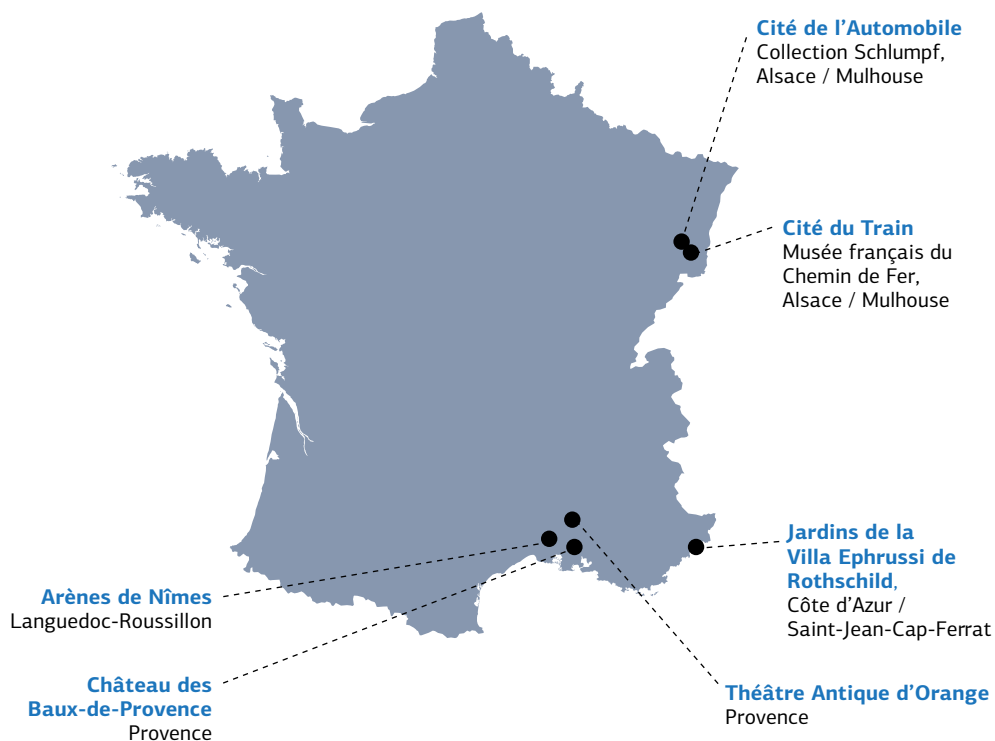 Cité de l’Automobile
Collection Schlumpf,
Alsace / Mulhouse
Cité du Train
Musée français du
Chemin de Fer,
Alsace / Mulhouse
Jardins de la
Villa Ephrussi de
Rothschild,
Côte d’Azur /
Saint-Jean-Cap-Ferrat
Arènes de Nîmes
Languedoc-Roussillon
Château des
Baux-de-Provence
Provence
Théâtre Antique d’Orange
Provence